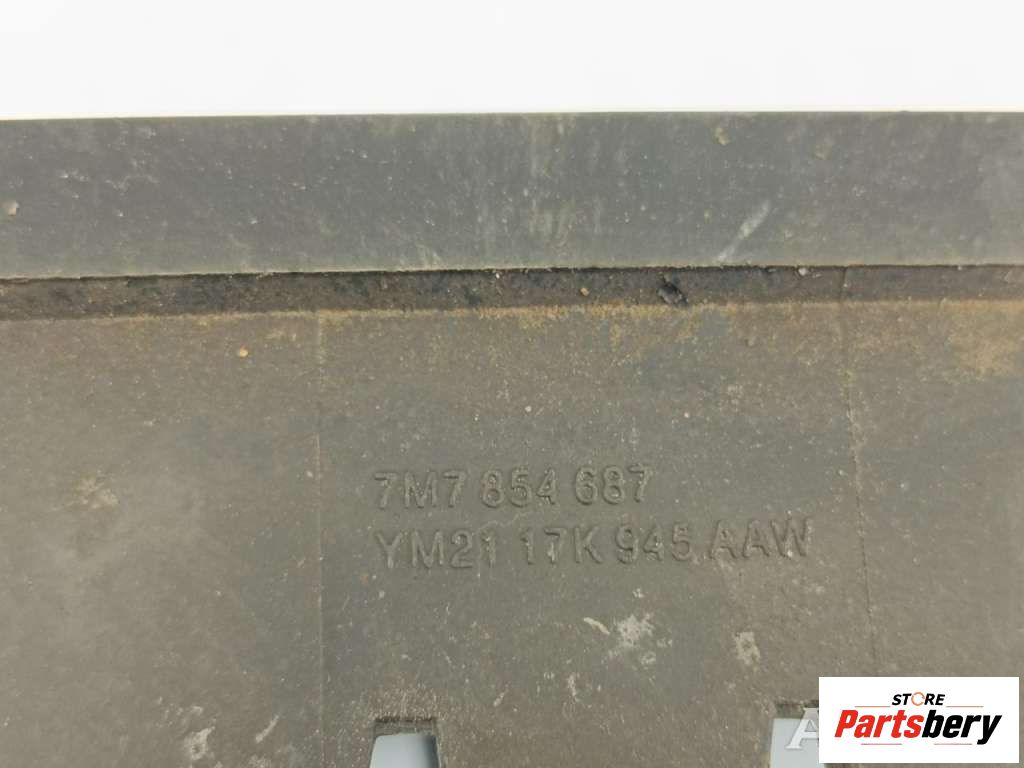 7M7 854 687
YM21 17K 945 AAW
STORE
Partsbery
A